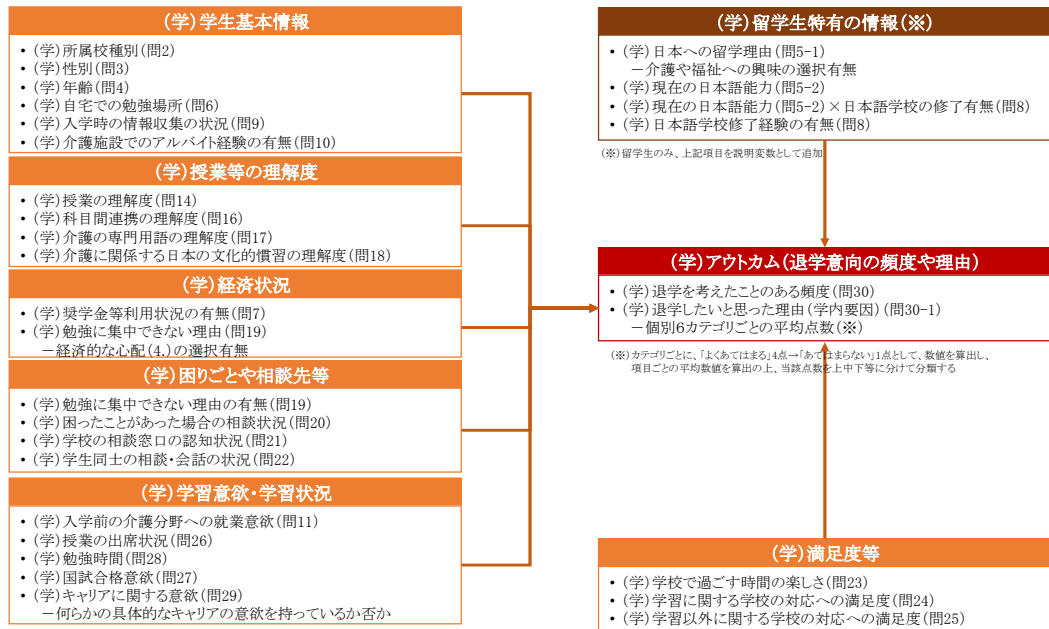 (学)学生基本情報
• (学)所属校種別(問2)
• (学)性別(問3)
• (学)年齢(問4)
• (学)自宅での勉強場所(問6)
• (学)入学時の情報収集の状況(問9)
• (学)介護施設でのアルバイト経験の有無(問10)
(学)授業等の理解度
• (学)授業の理解度(問14)
• (学)科目間連携の理解度(問16)
• (学)介護の専門用語の理解度(問17)
• (学)介護に関係する日本の文化的慣習の理解度(問18)
(学)経済状況
• (学)奨学金等利用状況の有無(問7)
• (学)勉強に集中できない理由(問19)
－経済的な心配(4.)の選択有無
(学)困りごとや相談先等
• (学)勉強に集中できない理由の有無(問19)
• (学)困ったことがあった場合の相談状況(問20)
• (学)学校の相談窓口の認知状況(問21)
• (学)学生同士の相談・会話の状況(問22)
(学)学習意欲・学習状況
• (学)入学前の介護分野への就業意欲(問11)
• (学)授業の出席状況(問26)
• (学)勉強時間(問28)
• (学)国試合格意欲(問27)
• (学)キャリアに関する意欲(問29)
－何らかの具体的なキャリアの意欲を持っているか否か
(学)留学生特有の情報(※)
• (学)日本への留学理由(問5-1)
－介護や福祉への興味の選択有無
• (学)現在の日本語能力(問5-2)
• (学)現在の日本語能力(問5-2)×日本語学校の修了有無(問8)
• (学)日本語学校修了経験の有無(問8)
(※)留学生のみ、上記項目を説明変数として追加
(学)アウトカム(退学意向の頻度や理由)
• (学)退学を考えたことのある頻度(問30)
• (学)退学したいと思った理由(学内要因)(問30-1)
－個別6カテゴリごとの平均点数(※)
(※)カテゴリごとに、「よくあてはまる」4点→「あてはまらない」1点として、数値を算出し、
項目ごとの平均数値を算出の上、当該点数を上中下等に分けて分類する
(学)満足度等
• (学)学校で過ごす時間の楽しさ(問23)
• (学)学習に関する学校の対応への満足度(問24)
• (学)学習以外に関する学校の対応への満足度(問25)